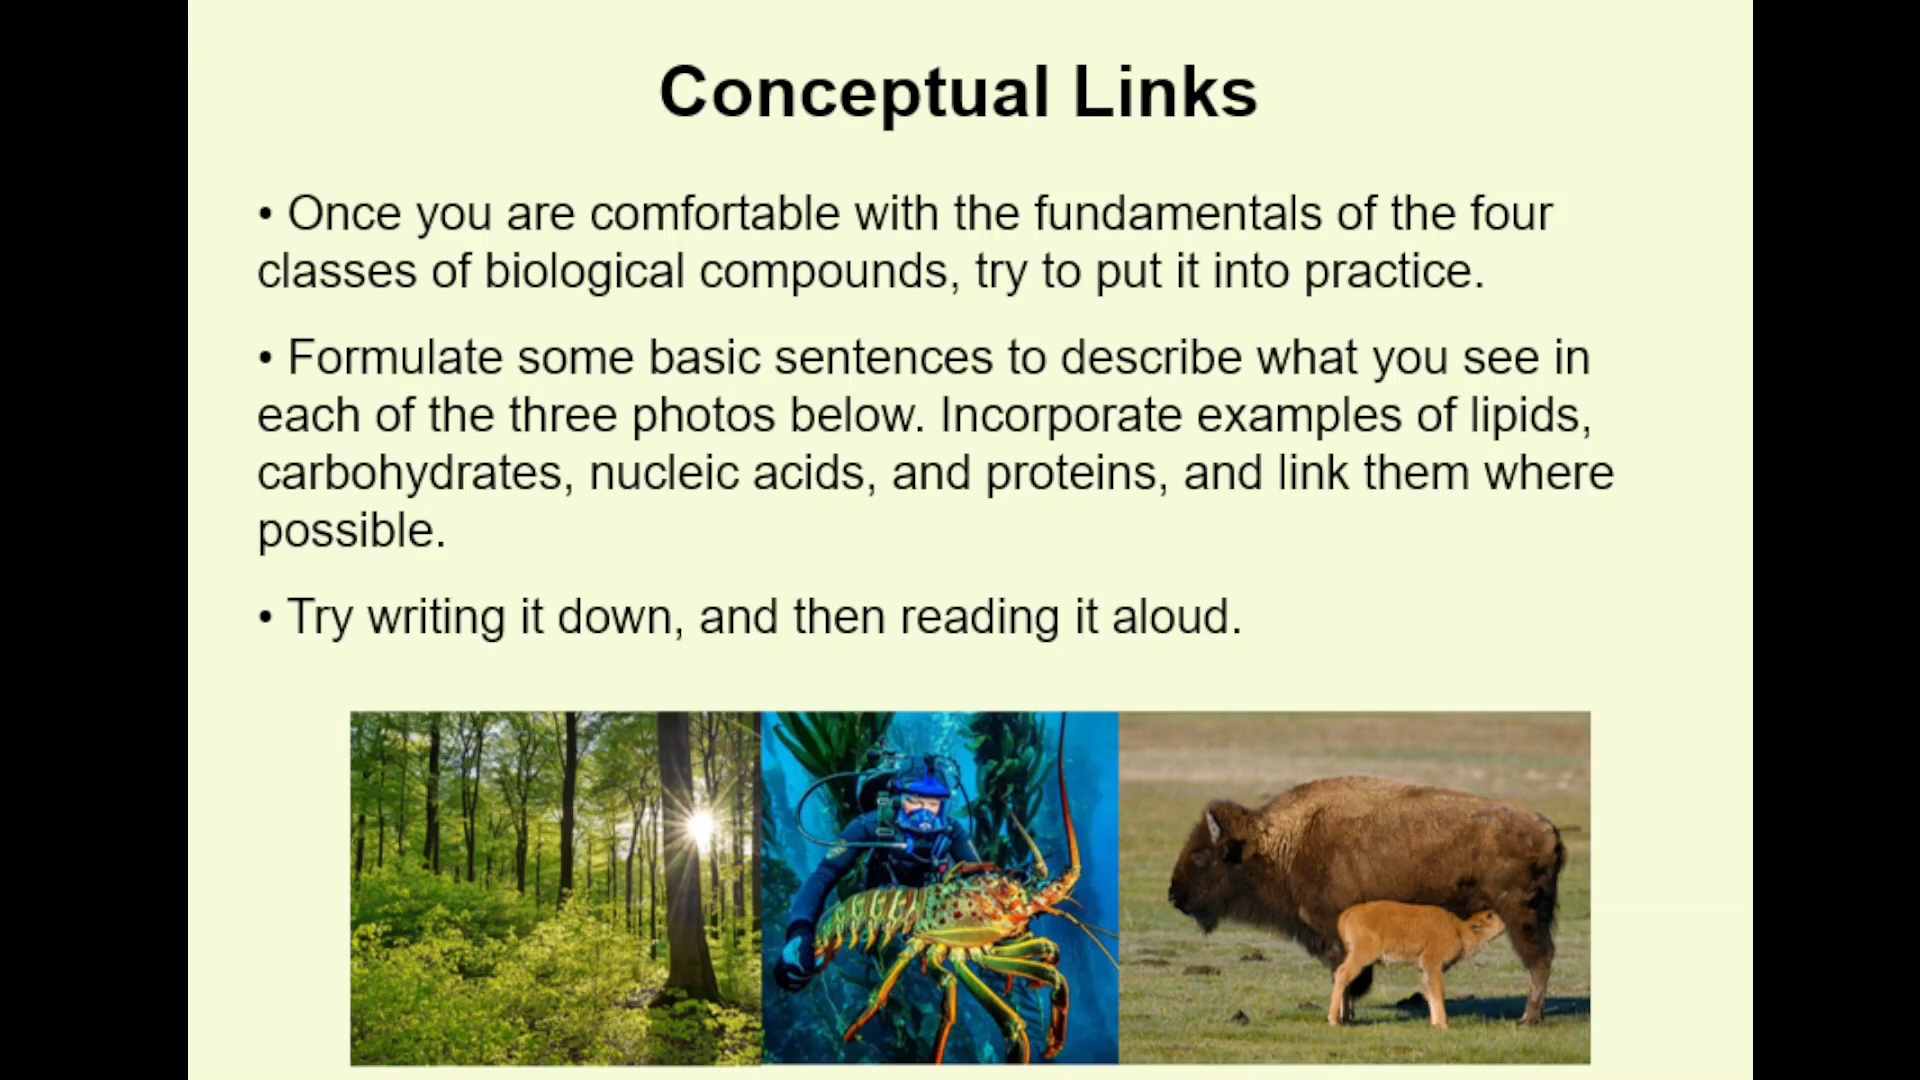 Conceptual Links
• Once you are comfortable with the fundamentals of the four
classes of biological compounds, try to put it into practice.
• Formulate some basic sentences to describe what you see in
each of the three photos below. Incorporate examples of lipids,
carbohydrates, nucleic acids, and proteins, and link them where
possible.
• Try writing it down, and then reading it aloud.